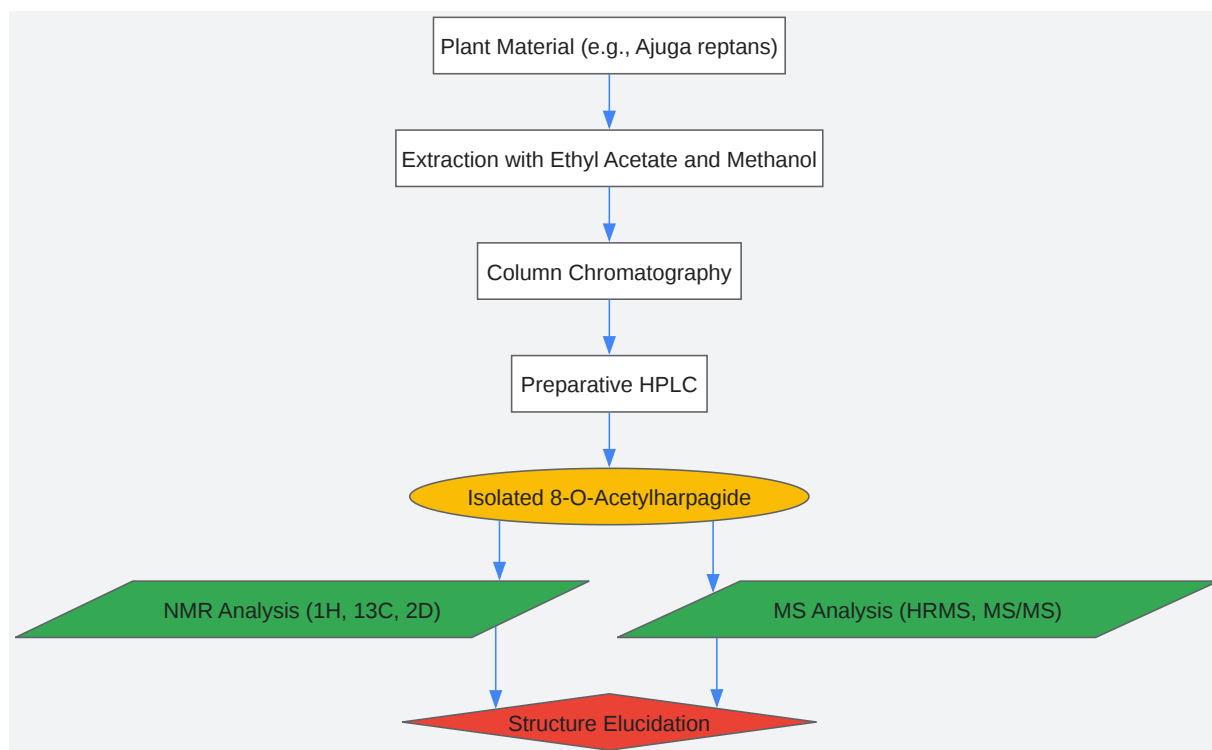 Plant Material (e.g., Ajuga reptans)
Extraction with Ethyl Acetate and Methanol
Column Chromatography
Preparative HPLC
Isolated 8-O-Acetylharpagide
NMR Analysis (1H, 13C, 2D)
MS Analysis (HRMS, MS/MS)
Structure Elucidation